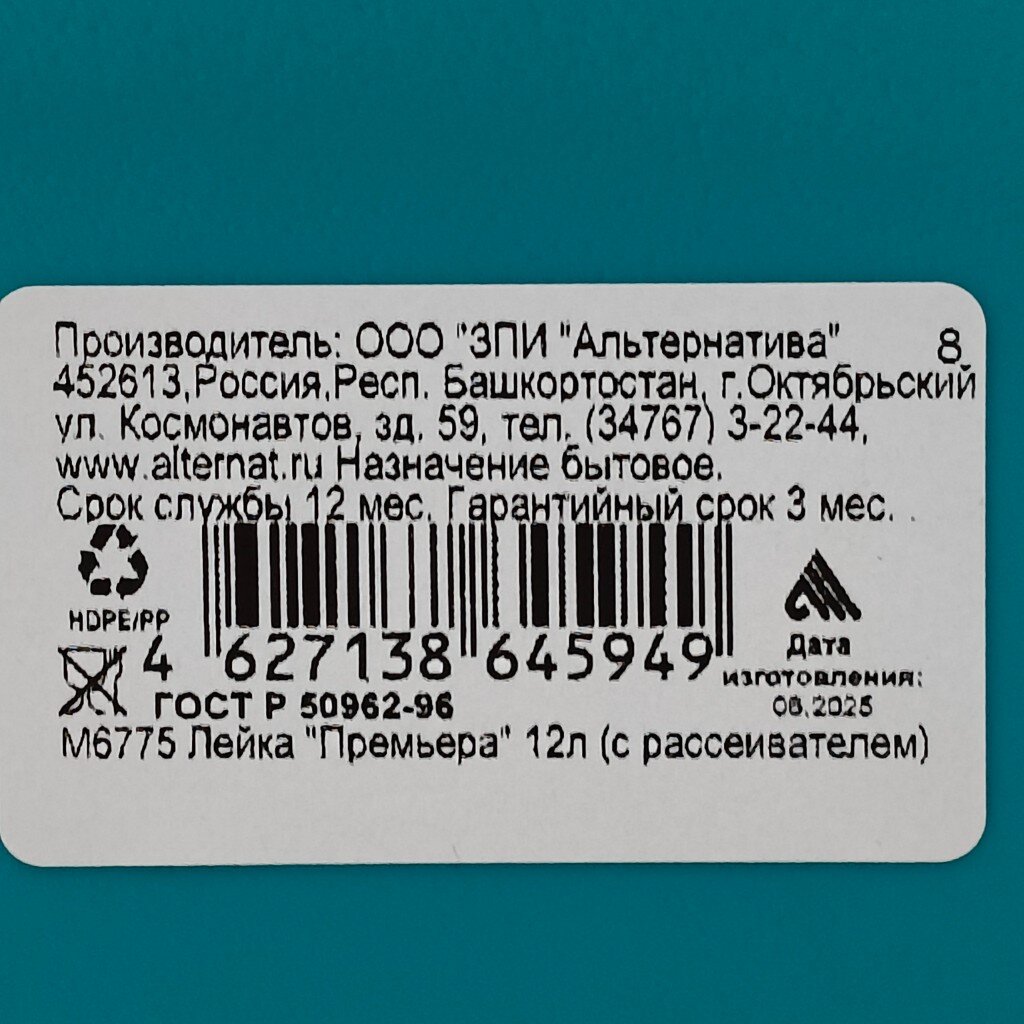 Производитель: ООО "ЗПИ "Альтернатива" 8
452613,Россия,Респ. Башкортостан, г.Октябрьский
ул. Космонавтов, зд. 59, тел. (34767) 3-22-44,
www.alternat.ru Назначение бытовое.
Срок службы 12 мес. Гарантийный срок 3 мес. .
HDPE/PP
4 627138 645949
Дата
изготовления:
08.2025
ГОСТ Р 50962-96
М6775 Лейка "Премьера" 12л (с рассеивателем)